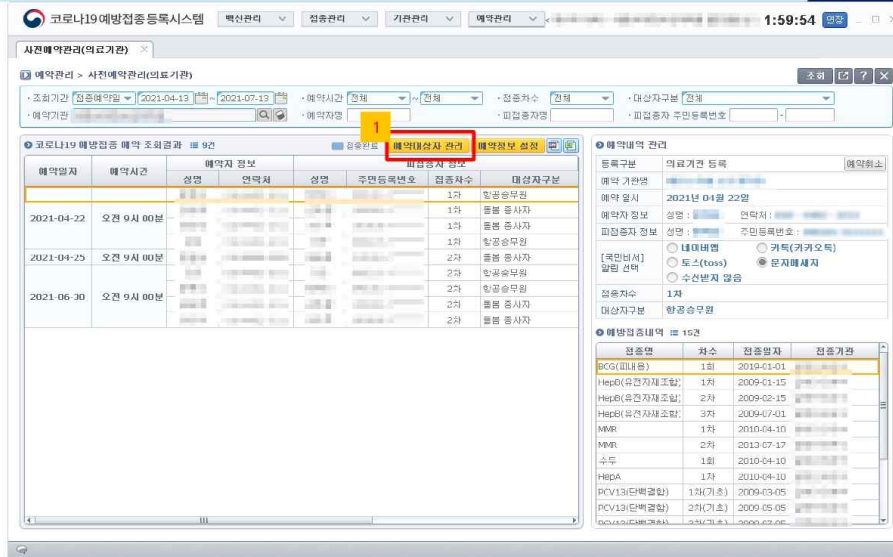 코로나19 예방접종등록시스템 백신관리 접종관리 기관관리 예약관리 1:59:54 연장
사전예약관리(의료기관)
예약관리 > 사전예약관리(의료기관) 조회
조회기간 접종예약일 2021-04-13 ~ 2021-07-13 예약시간 전체 ~ 전체 접종차수 전체 대상자구분 전체
예약기관 예약자명 피접종자명 피접종자 주민등록번호 -
1
코로나19 예방접종 예약 조회결과 9건 접종완료 예약대상자 관리 예약정보 설정
예약일자 예약시간 예약자 정보 피접종자 정보
성명 연락처 성명 주민등록번호 접종차수 대상자구분
1차 항공승무원
2021-04-22 오전 9시 00분 1차 돌봄 종사자
1차 돌봄 종사자
1차 항공승무원
2021-04-25 오전 9시 00분 2차 돌봄 종사자
2021-06-30 오전 9시 00분 2차 항공승무원
2차 항공승무원
2차 돌봄 종사자
2차 돌봄 종사자
예약내역 관리
등록구분 의료기관 등록 예약취소
예약 기관명
예약 일시 2021년 04월 22일
예약자 정보 성명 : 연락처 :
피접종자 정보 성명 : 주민등록번호 :
[국민비서] 알림 선택 네이버앱 카톡(카카오톡)
토스(toss) 문자메세지
수신받지 않음
접종차수 1차
대상자구분 항공승무원
예방접종내역 15건
접종명 차수 접종일자 접종기관
BCG(피내용) 1회 2019-01-01
HepB(유전자재조합) 1차 2009-01-15
HepB(유전자재조합) 2차 2009-02-15
HepB(유전자재조합) 3차 2009-07-01
MMR 1차 2010-04-10
MMR 2차 2013-07-17
수두 1회 2010-04-10
HepA 1차 2010-04-10
PCV13(단백결합) 1차(기초) 2009-03-05
PCV13(단백결합) 2차(기초) 2009-05-05
PCV13(단백결합) 3차(기초) 2009-07-05